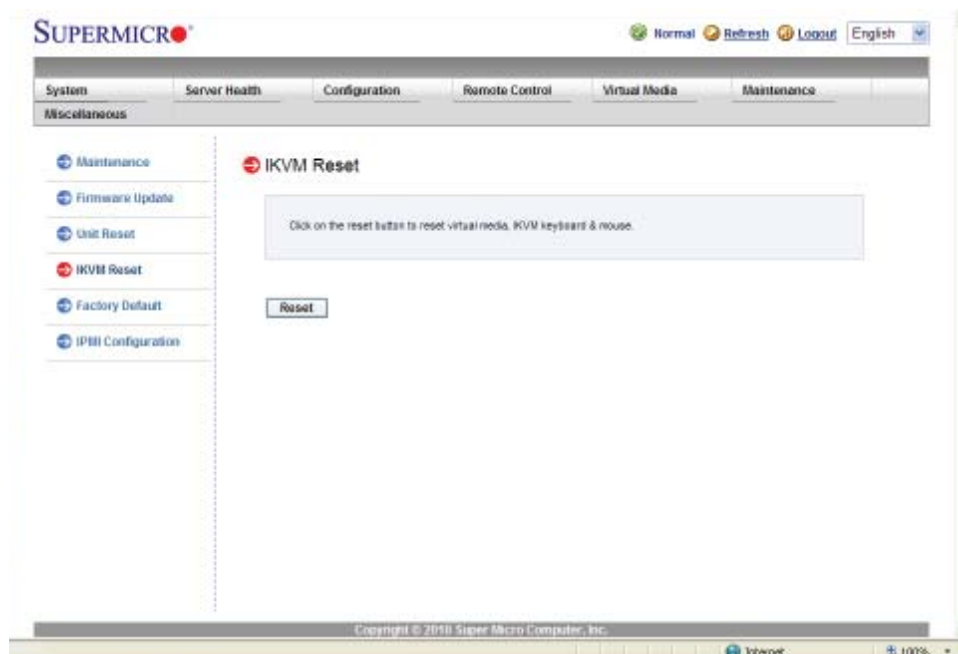 SUPERMICRO
Normal Refresh Logout English
System Server Health Configuration Remote Control Virtual Media Maintenance
Miscellaneous
Maintenance
Firmware Update
Unit Reset
IKVM Reset
Factory Default
IPMI Configuration
IKVM Reset
Click on the reset button to reset virtual media, IKVM keyboard & mouse.
Reset
Copyright © 2010 Super Micro Computer, Inc.
Internet 100%